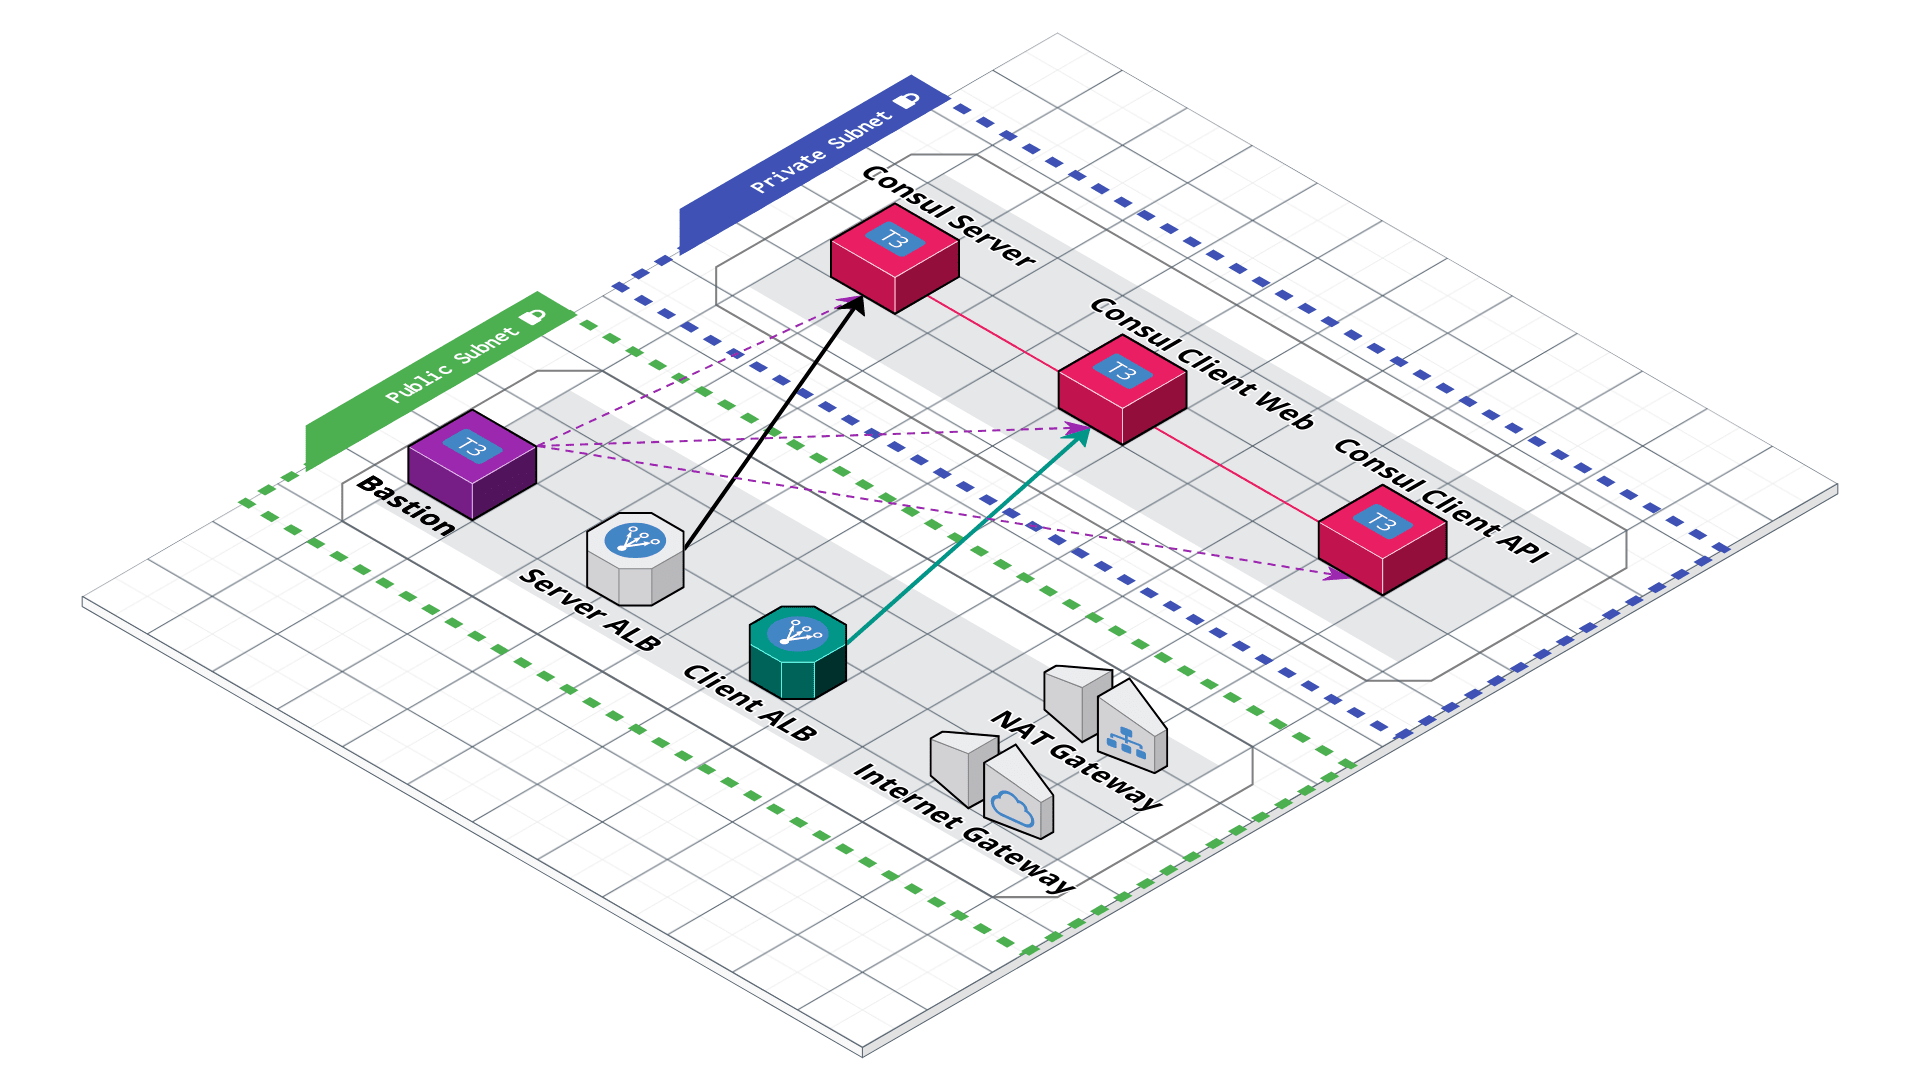 Private Subnet
Consul Server
T3
Consul Client Web
T3
Consul Client API
T3
Public Subnet
T3
Bastion
Server ALB
Client ALB
NAT Gateway
Internet Gateway